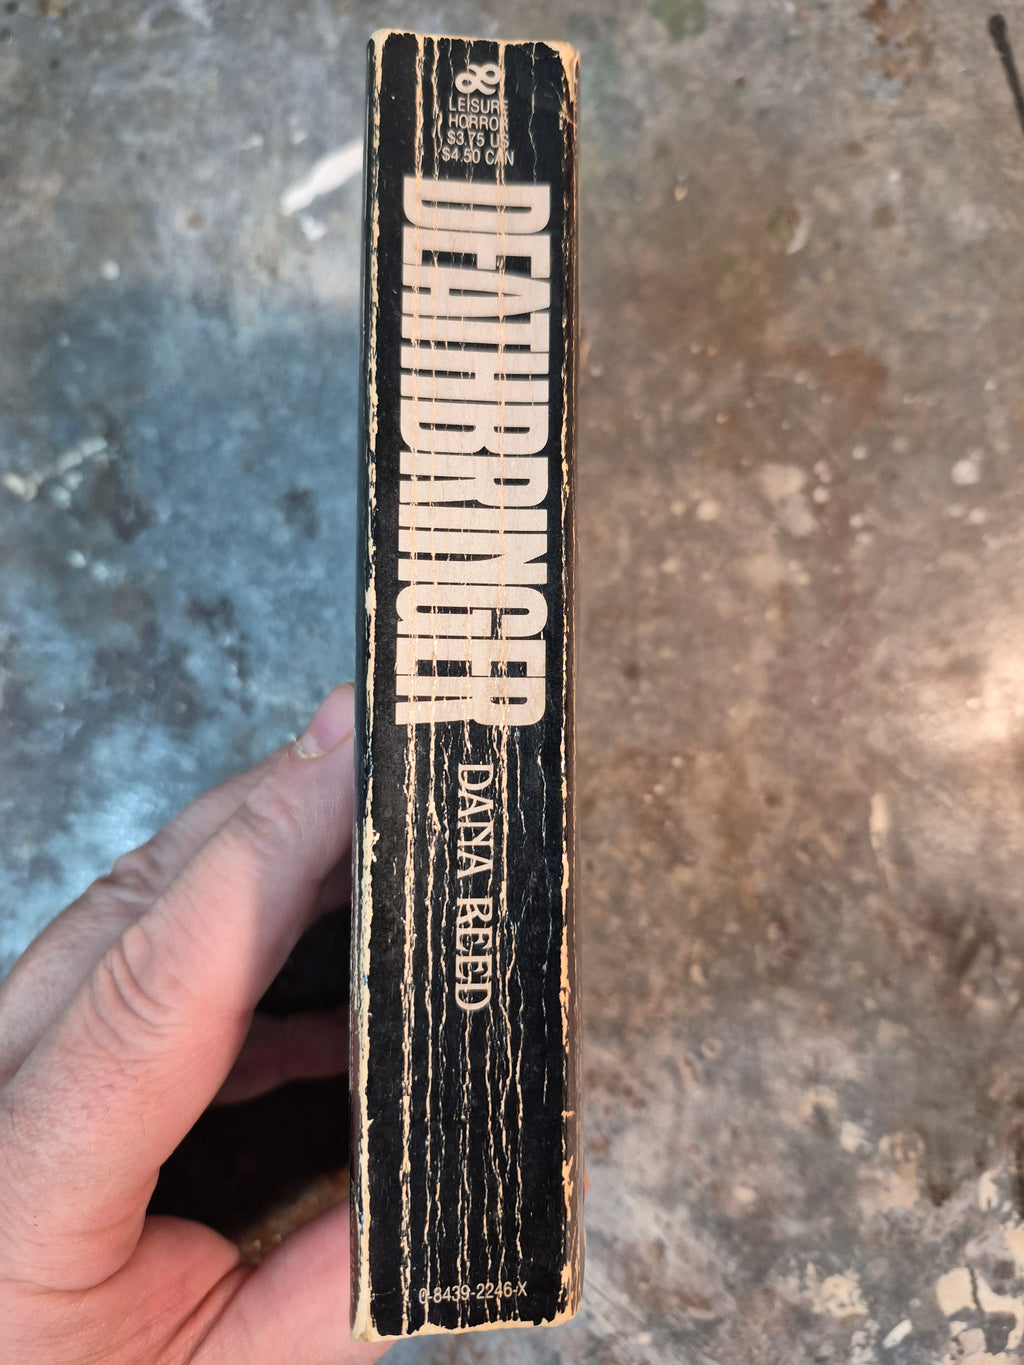 LEISURE
HORROR
$3.75 US
$4.50 CAN
DEATHBRINGER
DANA REED
0-8439-2246-X